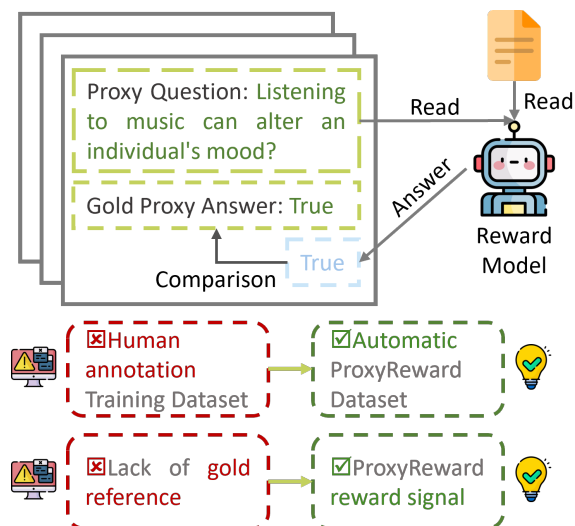 Proxy Question: Listening
to music can alter an
individual's mood?
Read
Read
Gold Proxy Answer: True
Answer
Reward
Model
True
Comparison
Human
annotation
Training Dataset
Automatic
ProxyReward
Dataset
Lack of gold
reference
ProxyReward
reward signal